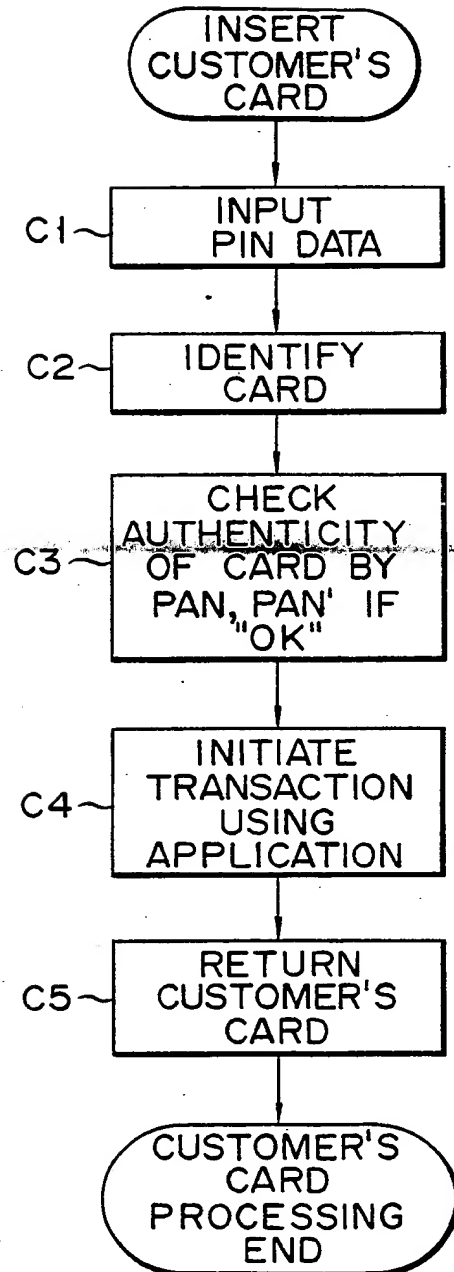 INSERT
CUSTOMER'S
CARD
C1
INPUT
PIN DATA
C2
IDENTIFY
CARD
C3
CHECK
AUTHENTICITY
OF CARD BY
PAN, PAN' IF
"OK"
C4
INITIATE
TRANSACTION
USING
APPLICATION
C5
RETURN
CUSTOMER'S
CARD
CUSTOMER'S
CARD
PROCESSING
END